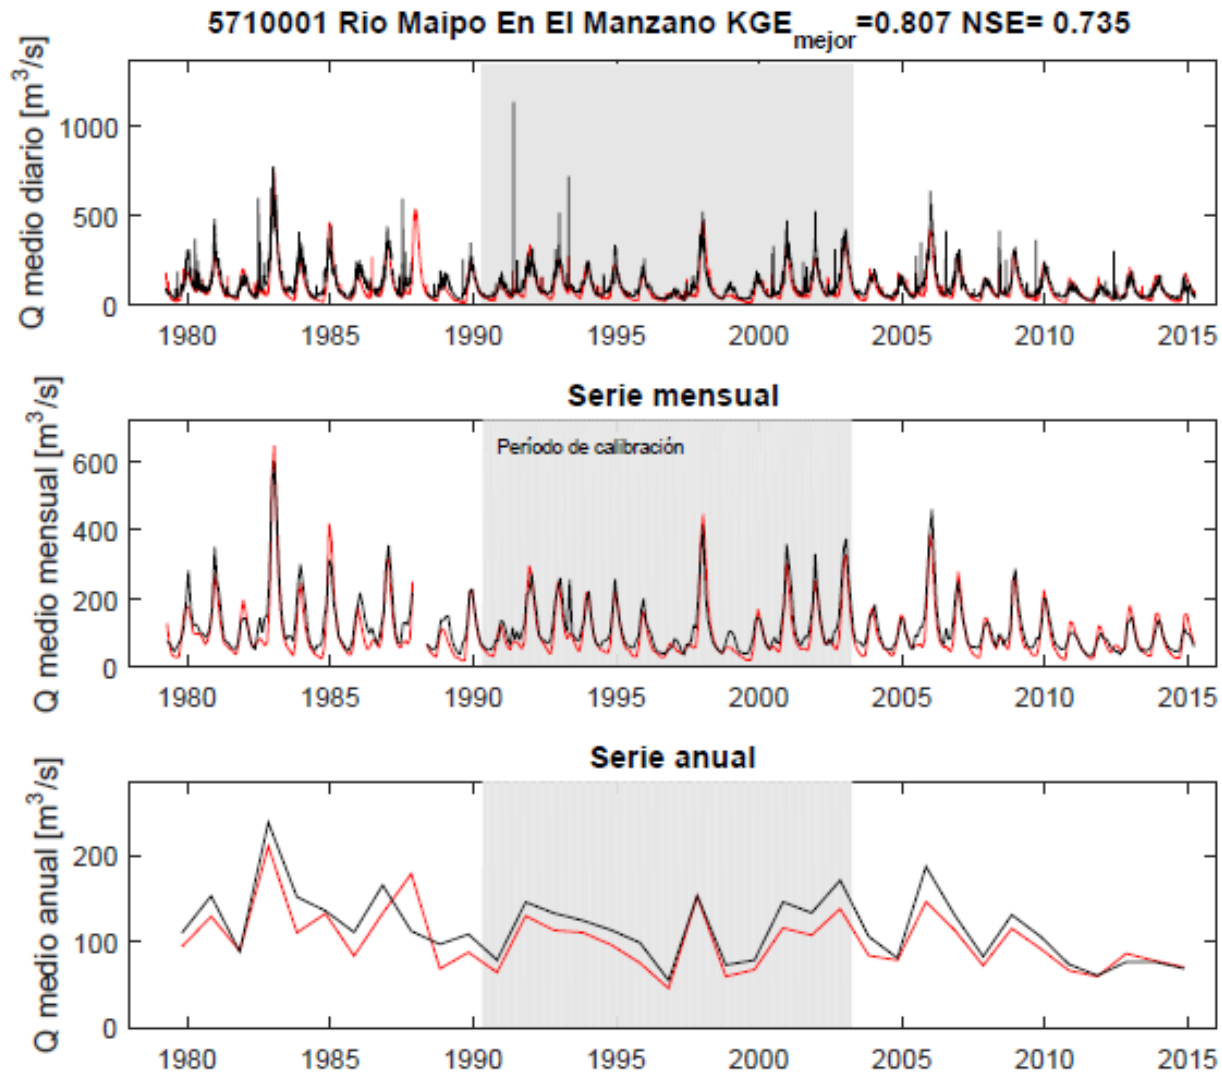 5710001 Rio Maipo En El Manzano KGEmejor=0.807 NSE= 0.735
Q medio diario [m3/s]
1000
500
0
1980 1985 1990 1995 2000 2005 2010 2015
Serie mensual
Q medio mensual [m3/s]
Período de calibración
600
400
200
0
1980 1985 1990 1995 2000 2005 2010 2015
Serie anual
Q medio anual [m3/s]
200
100
0
1980 1985 1990 1995 2000 2005 2010 2015